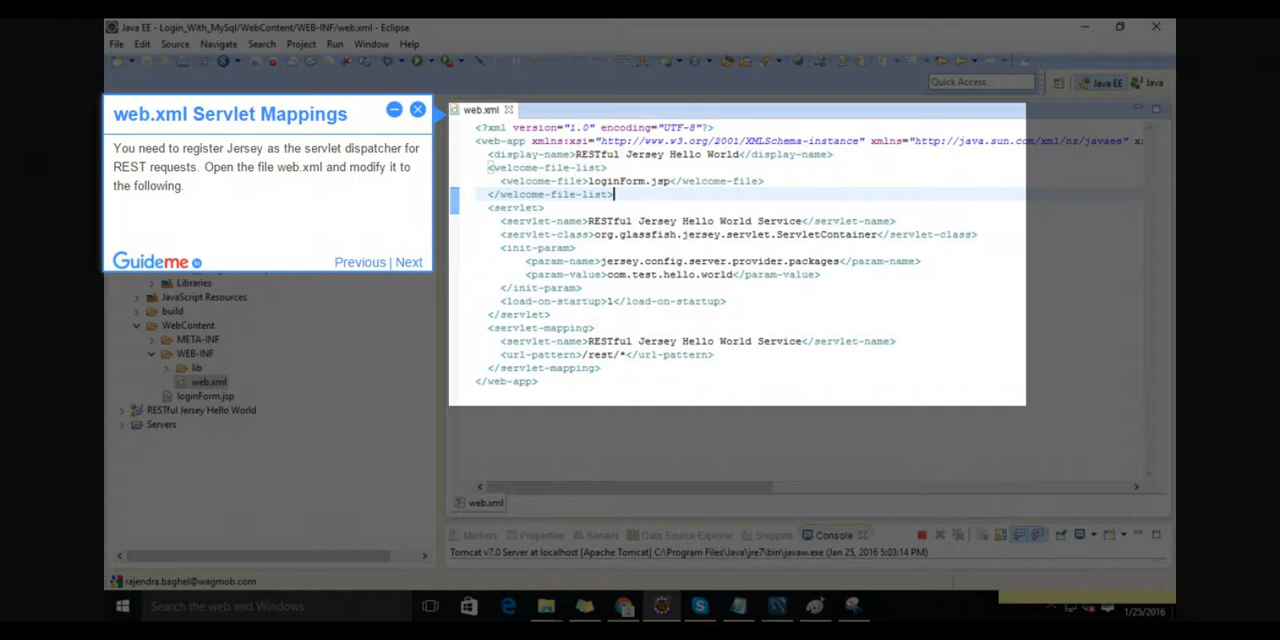 Java EE - Login_With_MySql/WebContent/WEB-INF/web.xml - Eclipse
File Edit Source Navigate Search Project Run Window Help
Quick Access
Java EE
Java
web.xml Servlet Mappings
You need to register Jersey as the servlet dispatcher for
REST requests. Open the file web.xml and modify it to
the following.
Guideme
Previous | Next
web.xml
<?xml version="1.0" encoding="UTF-8"?>
<web-app xmlns:xsi="http://www.w3.org/2001/XMLSchema-instance" xmlns="http://java.sun.com/xml/ns/javaee"
<display-name>RESTful Jersey Hello World</display-name>
<welcome-file-list>
<welcome-file>loginForm.jsp</welcome-file>
</welcome-file-list>
<servlet>
<servlet-name>RESTful Jersey Hello World Service</servlet-name>
<servlet-class>org.glassfish.jersey.servlet.ServletContainer</servlet-class>
<init-param>
<param-name>jersey.config.server.provider.packages</param-name>
<param-value>com.test.hello.world</param-value>
</init-param>
<load-on-startup>1</load-on-startup>
</servlet>
<servlet-mapping>
<servlet-name>RESTful Jersey Hello World Service</servlet-name>
<url-pattern>/rest/*</url-pattern>
</servlet-mapping>
</web-app>
Libraries
JavaScript Resources
build
WebContent
META-INF
WEB-INF
lib
web.xml
loginForm.jsp
RESTful Jersey Hello World
Servers
web.xml
Markers Properties Servers Data Source Explorer Snippets Console
Tomcat v7.0 Server at localhost [Apache Tomcat] C:\Program Files\Java\jre7\bin\javaw.exe (Jan 25, 2016 5:03:14 PM)
rajendra.baghel@wagmob.com
Search the web and Windows
1/25/2016